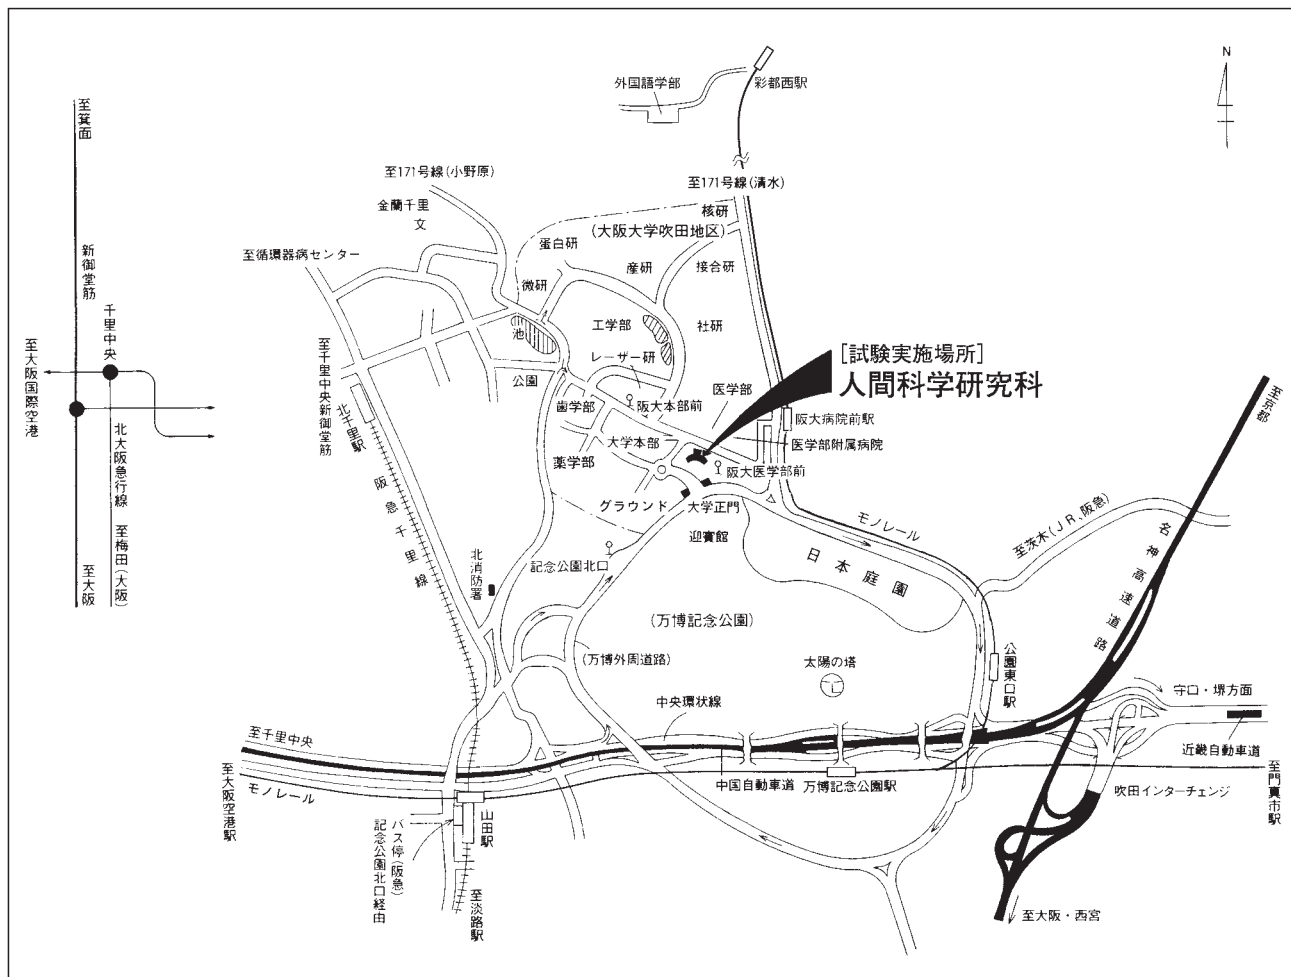 N
外国語学部
彩都西駅
至箕面
至171号線(小野原)
至171号線(清水)
金蘭千里
文
核研
(大阪大学吹田地区)
蛋白研
至循環器病センター
産研
接合研
新御堂筋
微研
千里中央
池
工学部
社研
至大阪国際空港
至千里中央新御堂筋
レーザー研
[試験実施場所]
人間科学研究科
公園
医学部
歯学部
阪大本部前
北千里駅
阪大病院前駅
至京都
大学本部
医学部附属病院
薬学部
阪大医学部前
北大阪急行線
至梅田(大阪)
至大阪
阪急千里線
グラウンド
大学正門
モノレール
至茨木(JR、阪急)
名神高速道路
迎賓館
日本庭園
北消防署
記念公園北口
(万博記念公園)
(万博外周道路)
太陽の塔
公園東口駅
中央環状線
守口・堺方面
近畿自動車道
至千里中央
至大阪空港駅
モノレール
中国自動車道
万博記念公園駅
吹田インターチェンジ
至門真市駅
山田駅
バス停(阪急)
記念公園北口経由
至淡路駅
至大阪・西宮